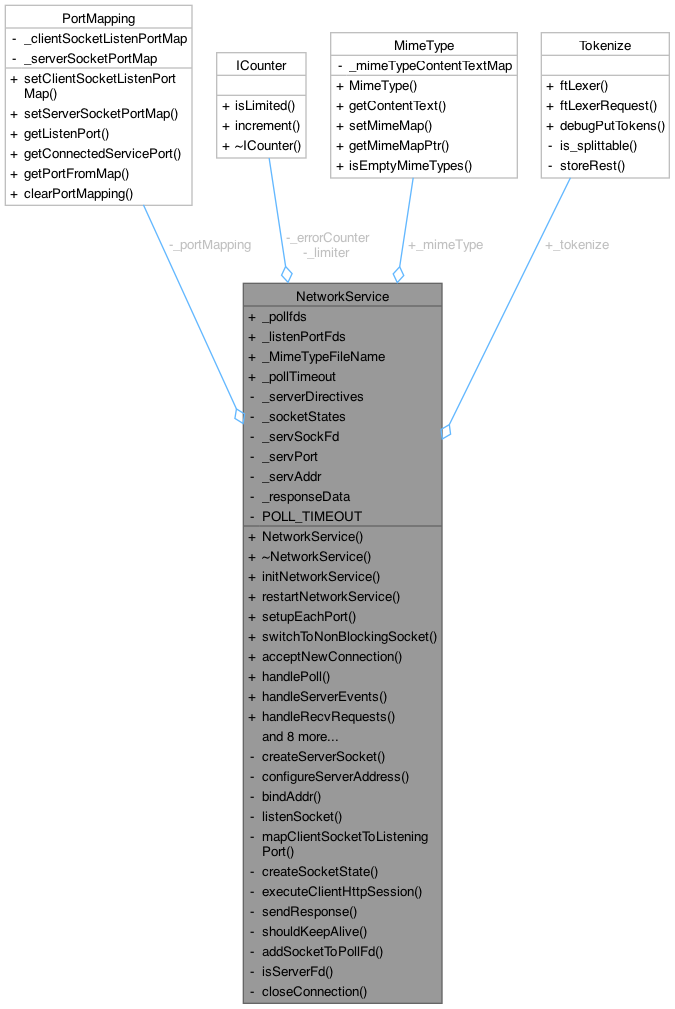 PortMapping
- _clientSocketListenPortMap
- _serverSocketPortMap
+ setClientSocketListenPort
Map()
+ setServerSocketPortMap()
+ getListenPort()
+ getConnectedServicePort()
+ getPortFromMap()
+ clearPortMapping()
ICounter
+ isLimited()
+ increment()
+ ~ICounter()
MimeType
- _mimeTypeContentTextMap
+ MimeType()
+ getContentText()
+ setMimeMap()
+ getMimeMapPtr()
+ isEmptyMimeTypes()
Tokenize
+ ftLexer()
+ ftLexerRequest()
+ debugPutTokens()
- is_splittable()
- storeRest()
-_portMapping
-_errorCounter
-_limiter
+_mimeType
+_tokenize
NetworkService
+ _pollfds
+ _listenPortFds
+ _MimeTypeFileName
+ _pollTimeout
- _serverDirectives
- _socketStates
- _servSockFd
- _servPort
- _servAddr
- _responseData
- POLL_TIMEOUT
+ NetworkService()
+ ~NetworkService()
+ initNetworkService()
+ restartNetworkService()
+ setupEachPort()
+ switchToNonBlockingSocket()
+ acceptNewConnection()
+ handlePoll()
+ handleServerEvents()
+ handleRecvRequests()
and 8 more...
- createServerSocket()
- configureServerAddress()
- bindAddr()
- listenSocket()
- mapClientSocketToListening
Port()
- createSocketState()
- executeClientHttpSession()
- sendResponse()
- shouldKeepAlive()
- addSocketToPollFd()
- isServerFd()
- closeConnection()